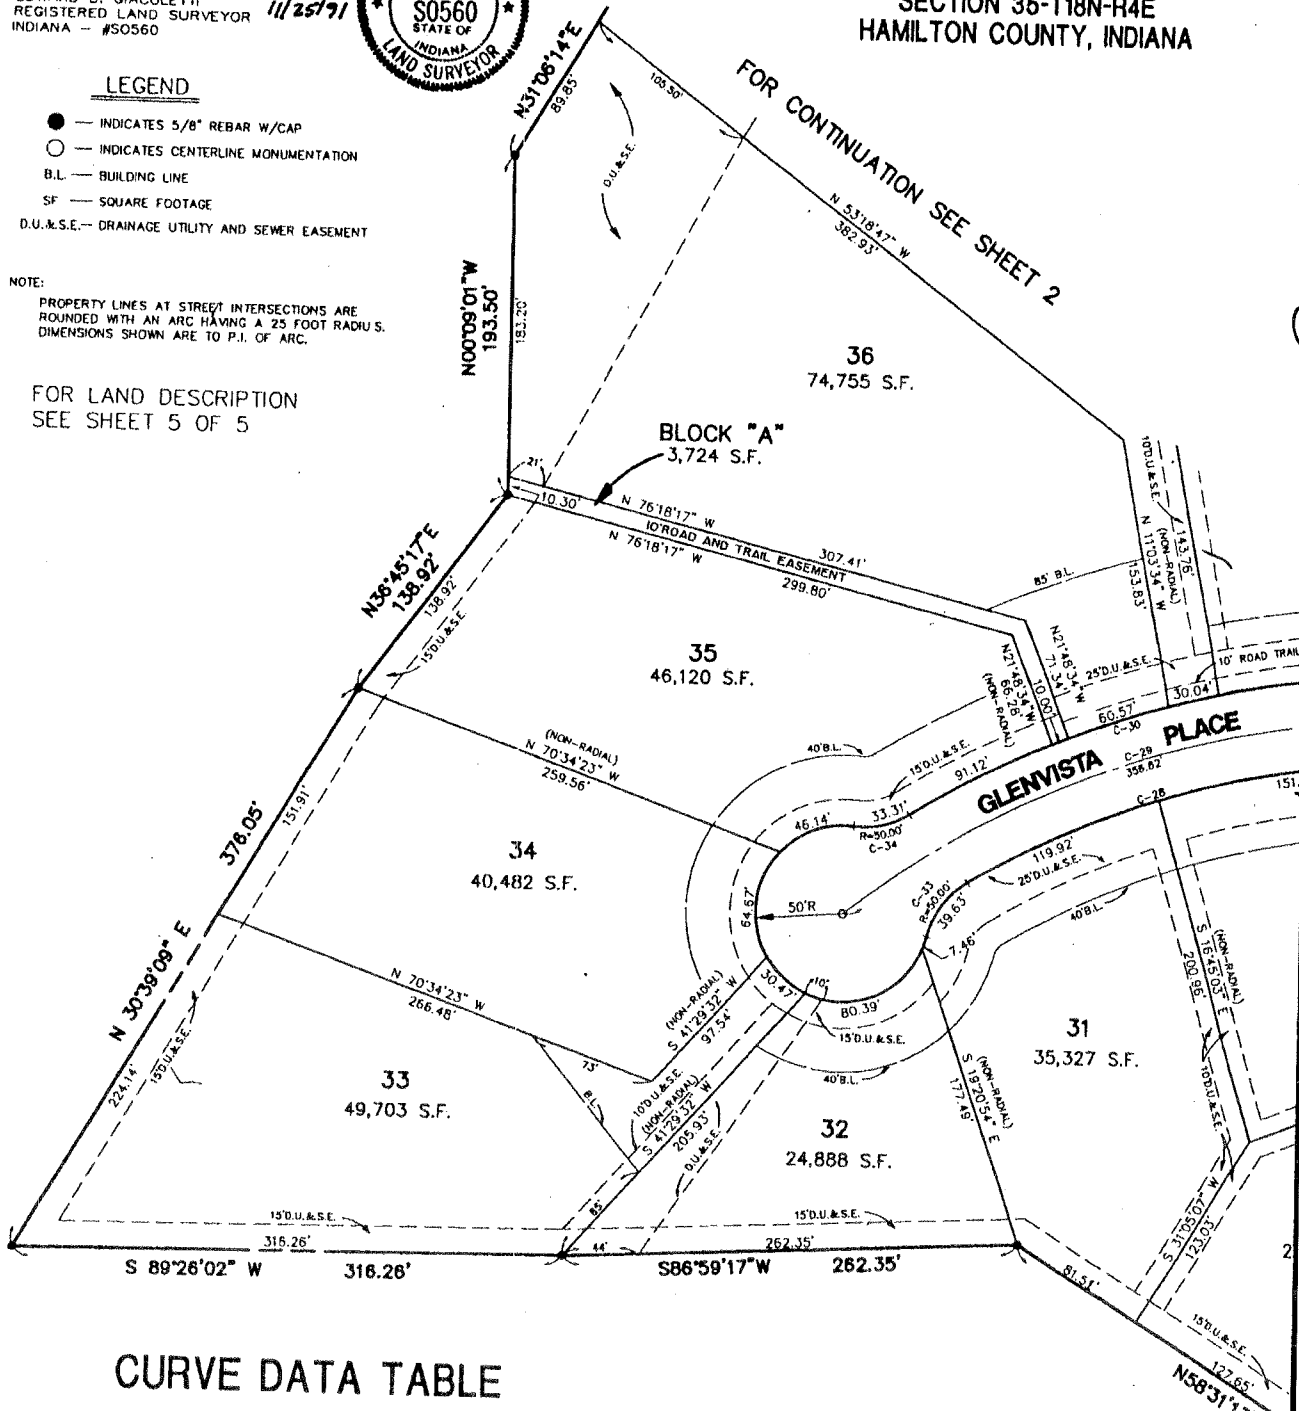 REGISTERED LAND SURVEYOR
INDIANA - #S0560
11/25/91
S0560
STATE OF
INDIANA
LAND SURVEYOR
SECTION 35-T18N-R4E
HAMILTON COUNTY, INDIANA
LEGEND
— INDICATES 5/8" REBAR W/CAP
— INDICATES CENTERLINE MONUMENTATION
B.L. — BUILDING LINE
SF — SQUARE FOOTAGE
D.U.&S.E.— DRAINAGE UTILITY AND SEWER EASEMENT
NOTE:
PROPERTY LINES AT STREET INTERSECTIONS ARE
ROUNDED WITH AN ARC HAVING A 25 FOOT RADIUS.
DIMENSIONS SHOWN ARE TO P.I. OF ARC.
FOR LAND DESCRIPTION
SEE SHEET 5 OF 5
N31°06'14"E
89.85'
105.50'
D.U.&S.E.
FOR CONTINUATION SEE SHEET 2
N 53°18'47" W
382.93'
N00°09'01"W
193.50'
183.20'
36
74,755 S.F.
BLOCK "A"
3,724 S.F.
21'
10.30'
N 76°18'17" W
307.41'
10'ROAD AND TRAIL EASEMENT
N 76°18'17" W
299.80'
N36°45'17"E
138.92'
138.92'
15'D.U.&S.E.
35
46,120 S.F.
85' B.L.
10'D.U.&S.E.
N 11°03'34" W
(NON-RADIAL)
153.83'
143.76'
N21°48'34"W
71.34'
10.00'
N21°48'34"W
66.28'
(NON-RADIAL)
25'D.U.&S.E.
10' ROAD TRAIL
30.04'
60.57'
C-30
GLENVISTA PLACE
C-29
358.82'
C-28
151.
(NON-RADIAL)
N 70°34'23" W
259.56'
40'B.L.
15'D.U.&S.E.
91.12'
46.14'
33.31'
R=50.00'
C-34
378.05'
151.91'
34
40,482 S.F.
64.67'
50'R
C-33
R=50.00'
39.63'
119.92'
25'D.U.&S.E.
40'B.L.
7.46'
N 30°39'09" E
N 70°34'23" W
266.48'
(NON-RADIAL)
S 41°29'32" W
97.54'
30.47'
10'
80.39'
15'D.U.&S.E.
40'B.L.
(NON-RADIAL)
S 16°45'03" E
200.96'
31
35,327 S.F.
224.14'
15'D.U.&S.E.
33
49,703 S.F.
73'
B.L.
10'D.U.&S.E.
(NON-RADIAL)
S 41°29'32" W
205.93'
D.U.&S.E.
85'
32
24,888 S.F.
(NON-RADIAL)
S 19°20'54" E
177.49'
10'D.U.&S.E.
S 31°05'07" W
123.03'
15'D.U.&S.E.
316.26'
S 89°26'02" W 316.26'
44'
15'D.U.&S.E.
262.35'
S86°59'17"W 262.35'
81.51'
15'D.U.&S.E.
127.65'
CURVE DATA TABLE